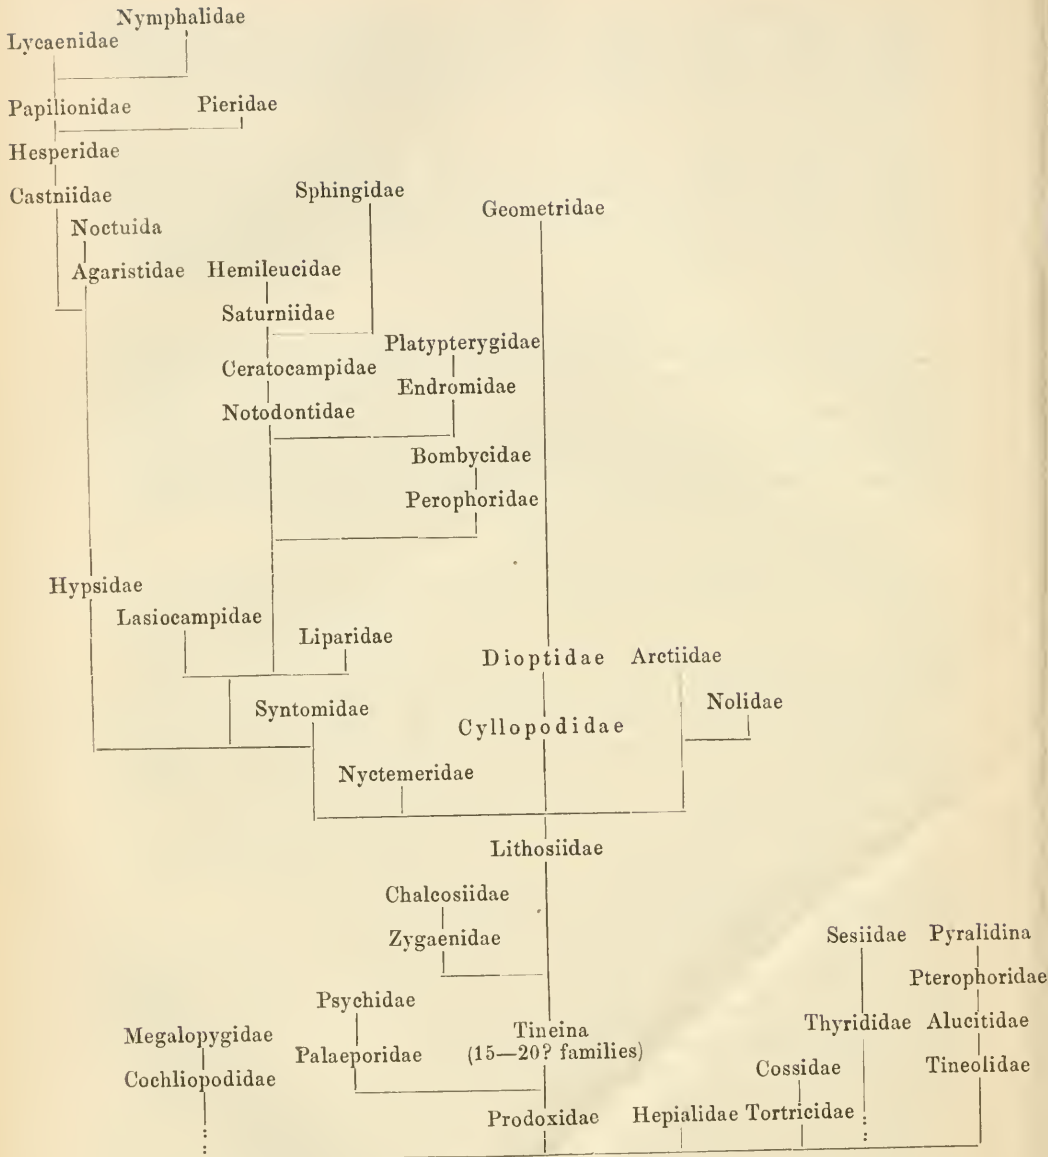 Nymphalidae
Lycaenidae
Papilionidae Pieridae
Hesperidae
Castniidae Sphingidae
Geometridae
Noctuida
Agaristidae Hemileucidae
Saturniidae
Platypterygidae
Ceratocampidae
Endromidae
Notodontidae
Bombycidae
Perophoridae
Hypsidae
Lasiocampidae
Liparidae
Dioptidae Arctiidae
Syntomidae Nolidae
Cyllopodidae
Nyctemeridae
Lithosiidae
Chalcosiidae
Zygaenidae Sesiidae Pyralidina
Pterophoridae
Psychidae
Megalopygidae Tineina Thyrididae Alucitidae
Palaeporidae (15—20? families)
Cochliopodidae Cossidae Tineolidae
Prodoxidae Hepialidae Tortricidae